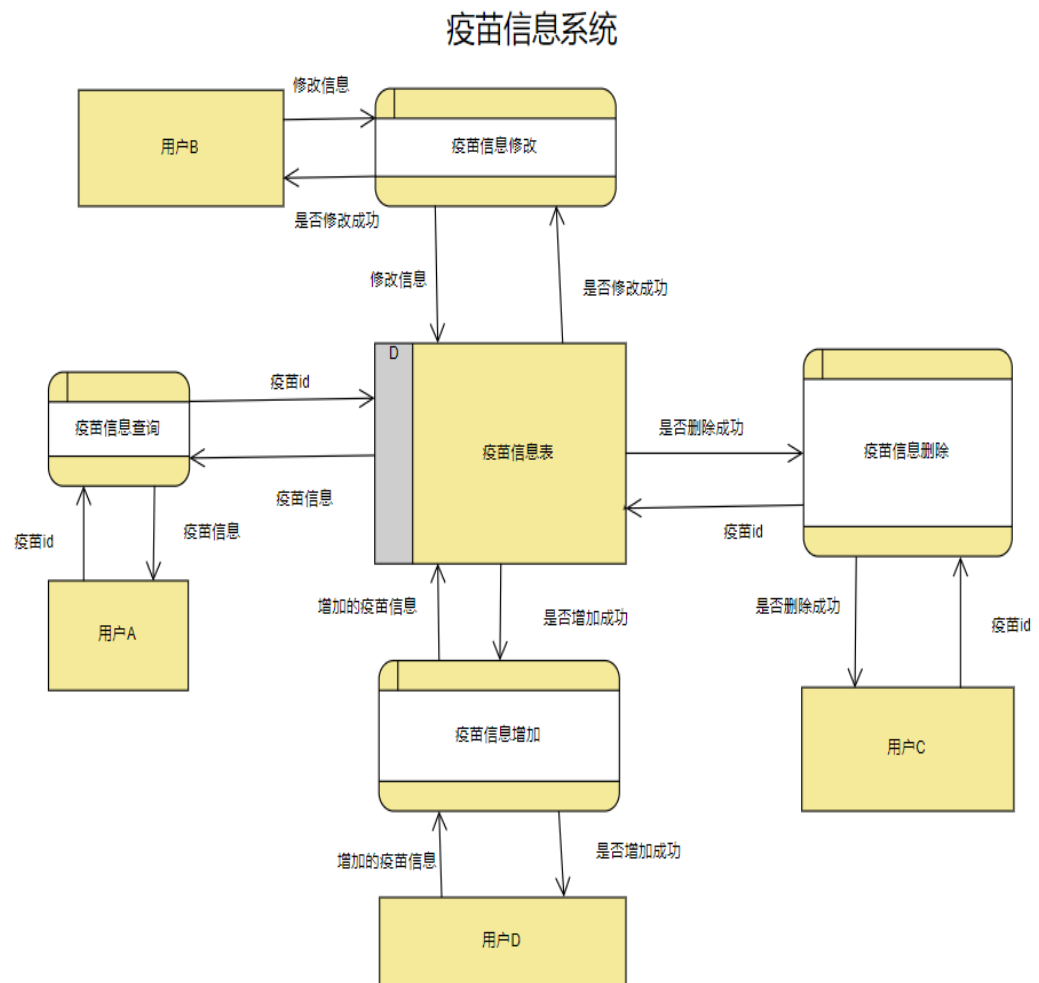 疫苗信息系统
修改信息
用户B
疫苗信息修改
是否修改成功
修改信息
是否修改成功
D
疫苗id
疫苗信息查询
疫苗信息表
是否删除成功
疫苗信息删除
疫苗信息
疫苗id
疫苗id
疫苗信息
增加的疫苗信息
是否增加成功
是否删除成功
疫苗id
用户A
疫苗信息增加
用户C
增加的疫苗信息
是否增加成功
用户D